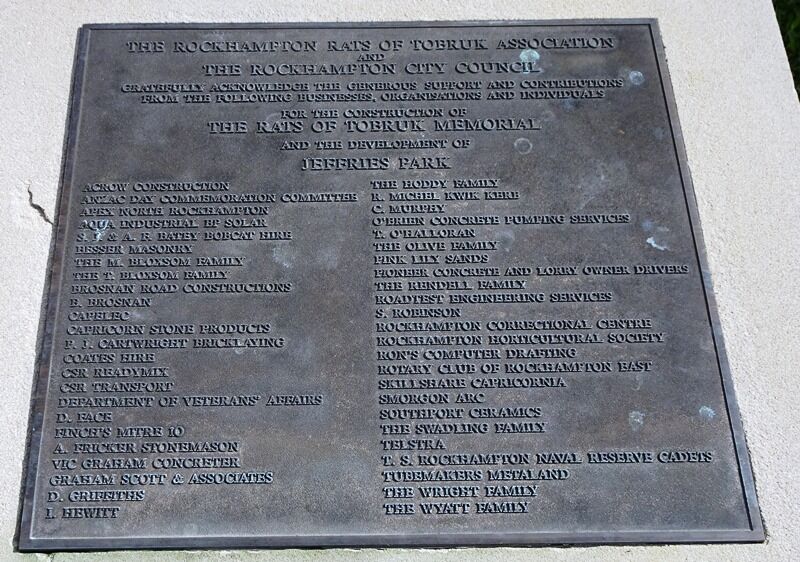 THE ROCKHAMPTON RATS OF TOBRUK ASSOCIATION
AND
THE ROCKHAMPTON CITY COUNCIL
GRATEFULLY ACKNOWLEDGE THE GENEROUS SUPPORT AND CONTRIBUTIONS
FROM THE FOLLOWING BUSINESSES, ORGANISATIONS AND INDIVIDUALS
FOR THE CONSTRUCTION OF
THE RATS OF TOBRUK MEMORIAL
AND THE DEVELOPMENT OF
JEFFRIES PARK
ACROW CONSTRUCTION
ANZAC DAY COMMEMORATION COMMITTEE
APEX NORTH ROCKHAMPTON
AQUA INDUSTRIAL BP SOLAR
S. & A. R. BATEY BOBCAT HIRE
BESSER MASONRY
THE M. BLOXSOM FAMILY
THE T. BLOXSOM FAMILY
BROSNAN ROAD CONSTRUCTIONS
B. BROSNAN
CAPELEC
CAPRICORN STONE PRODUCTS
P. I. CARTWRIGHT BRICKLAYING
COATES HIRE
CSR READYMIX
CSR TRANSPORT
DEPARTMENT OF VETERANS' AFFAIRS
D. FACE
FINCH'S MITRE 10
A. FRICKER STONEMASON
VIC GRAHAM CONCRETER
GRAHAM SCOTT & ASSOCIATES
D. GRIFFITHS
I. HEWITT
THE HODDY FAMILY
R. MICHEL KWIK KERB
C. MURPHY
O'BRIEN CONCRETE PUMPING SERVICES
T. O'HALLORAN
THE OLIVE FAMILY
PINK LILY SANDS
PIONEER CONCRETE AND LORRY OWNER DRIVERS
THE RENDELL FAMILY
ROADTEST ENGINEERING SERVICES
S. ROBINSON
ROCKHAMPTON CORRECTIONAL CENTRE
ROCKHAMPTON HORTICULTURAL SOCIETY
RON'S COMPUTER DRAFTING
ROTARY CLUB OF ROCKHAMPTON EAST
SKILLSHARE CAPRICORNIA
SMORGON ARC
SOUTHPORT CERAMICS
THE SWADLING FAMILY
TELSTRA
T. S. ROCKHAMPTON NAVAL RESERVE CADETS
TUBEMAKERS METALAND
THE WRIGHT FAMILY
THE WYATT FAMILY